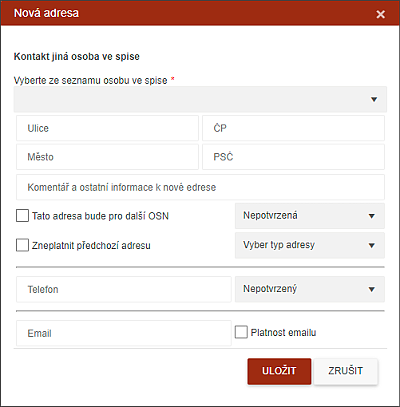 Nová adresa ×
Kontakt jiná osoba ve spise
Vyberte ze seznamu osobu ve spise *
Ulice ČP
Město PSČ
Komentář a ostatní informace k nové edrese
Tato adresa bude pro další OSN Nepotvrzená
Zneplatnit předchozí adresu Vyber typ adresy
Telefon Nepotvrzený
Email Platnost emailu
ULOŽIT ZRUŠIT